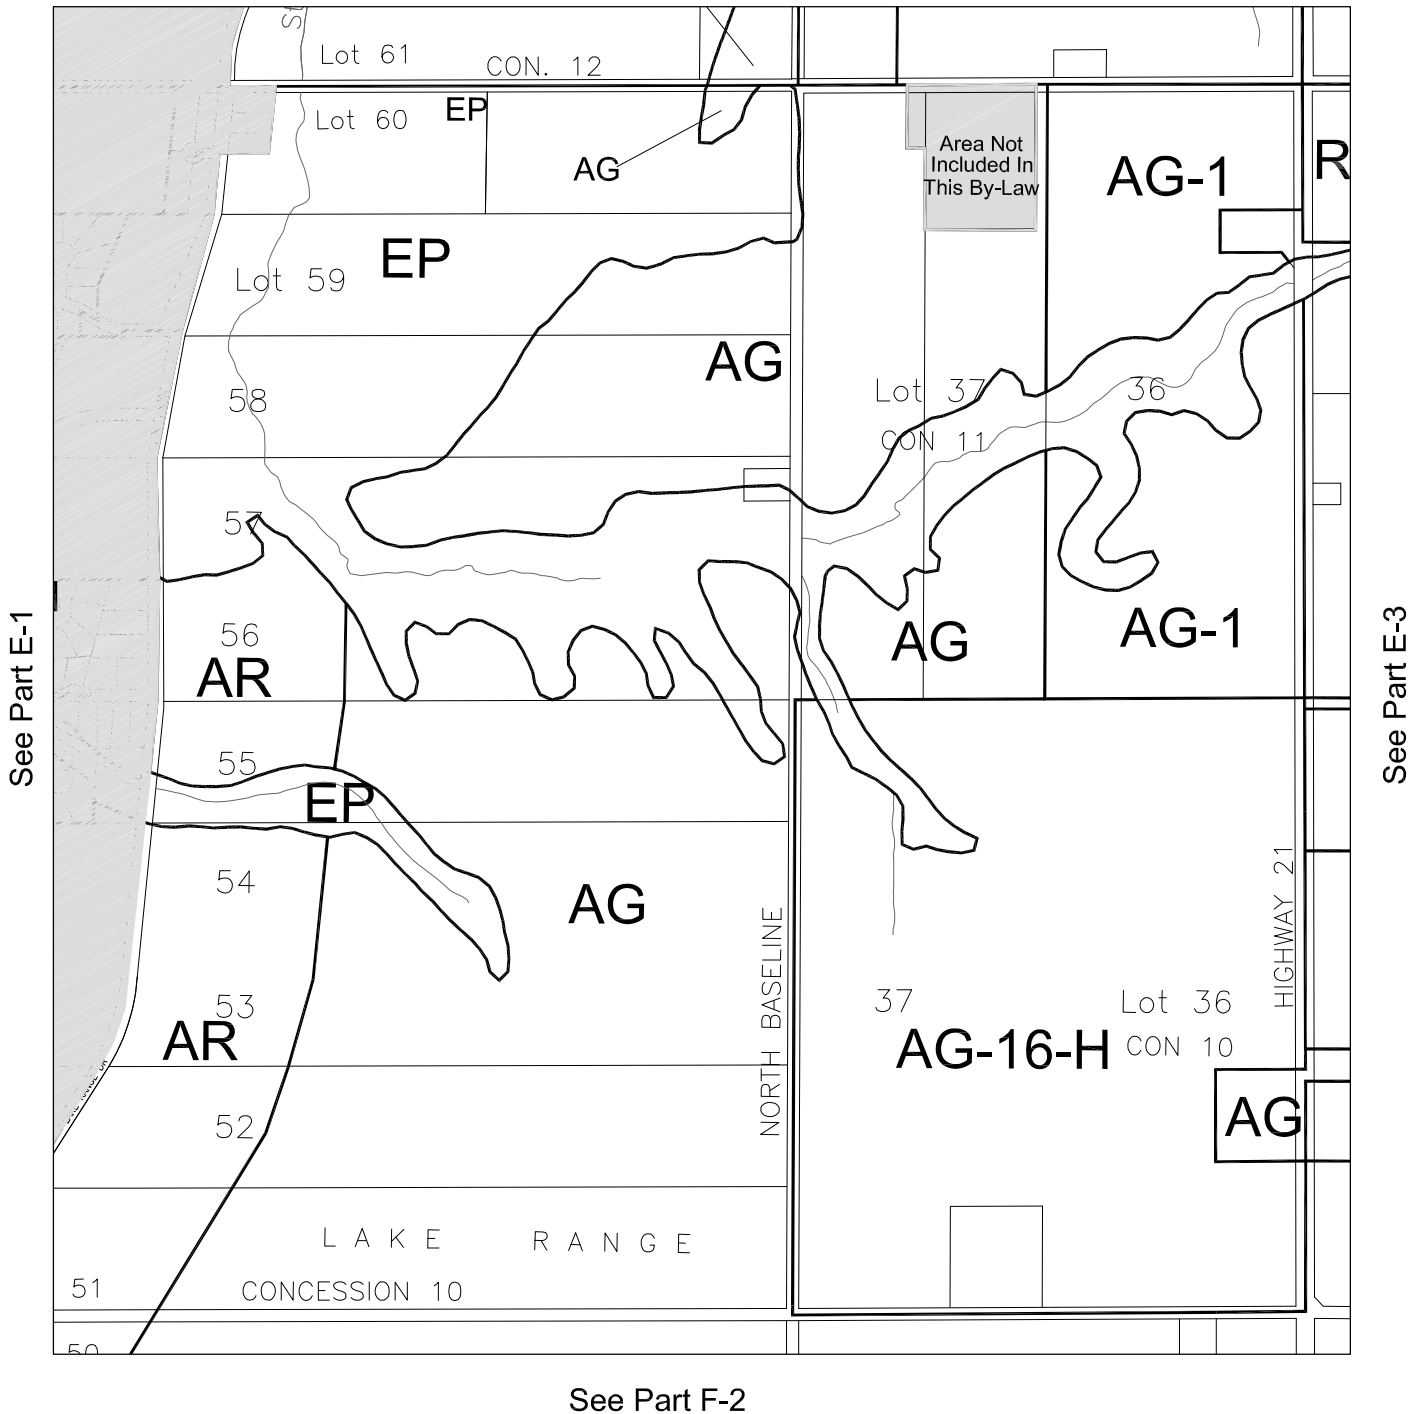 St
Lot 61
CON. 12
EP
Lot 60
AG
Area Not
Included In
This By-Law
AG-1
R
EP
Lot 59
AG
58
Lot 37
36
CON 11
57
56
AR
AG
AG-1
See Part E-1
See Part E-3
55
EP
54
AG
NORTH BASELINE
HIGHWAY 21
53
AR
37
Lot 36
AG-16-H
CON 10
52
AG
LAKE RANGE
51
CONCESSION 10
50
See Part F-2